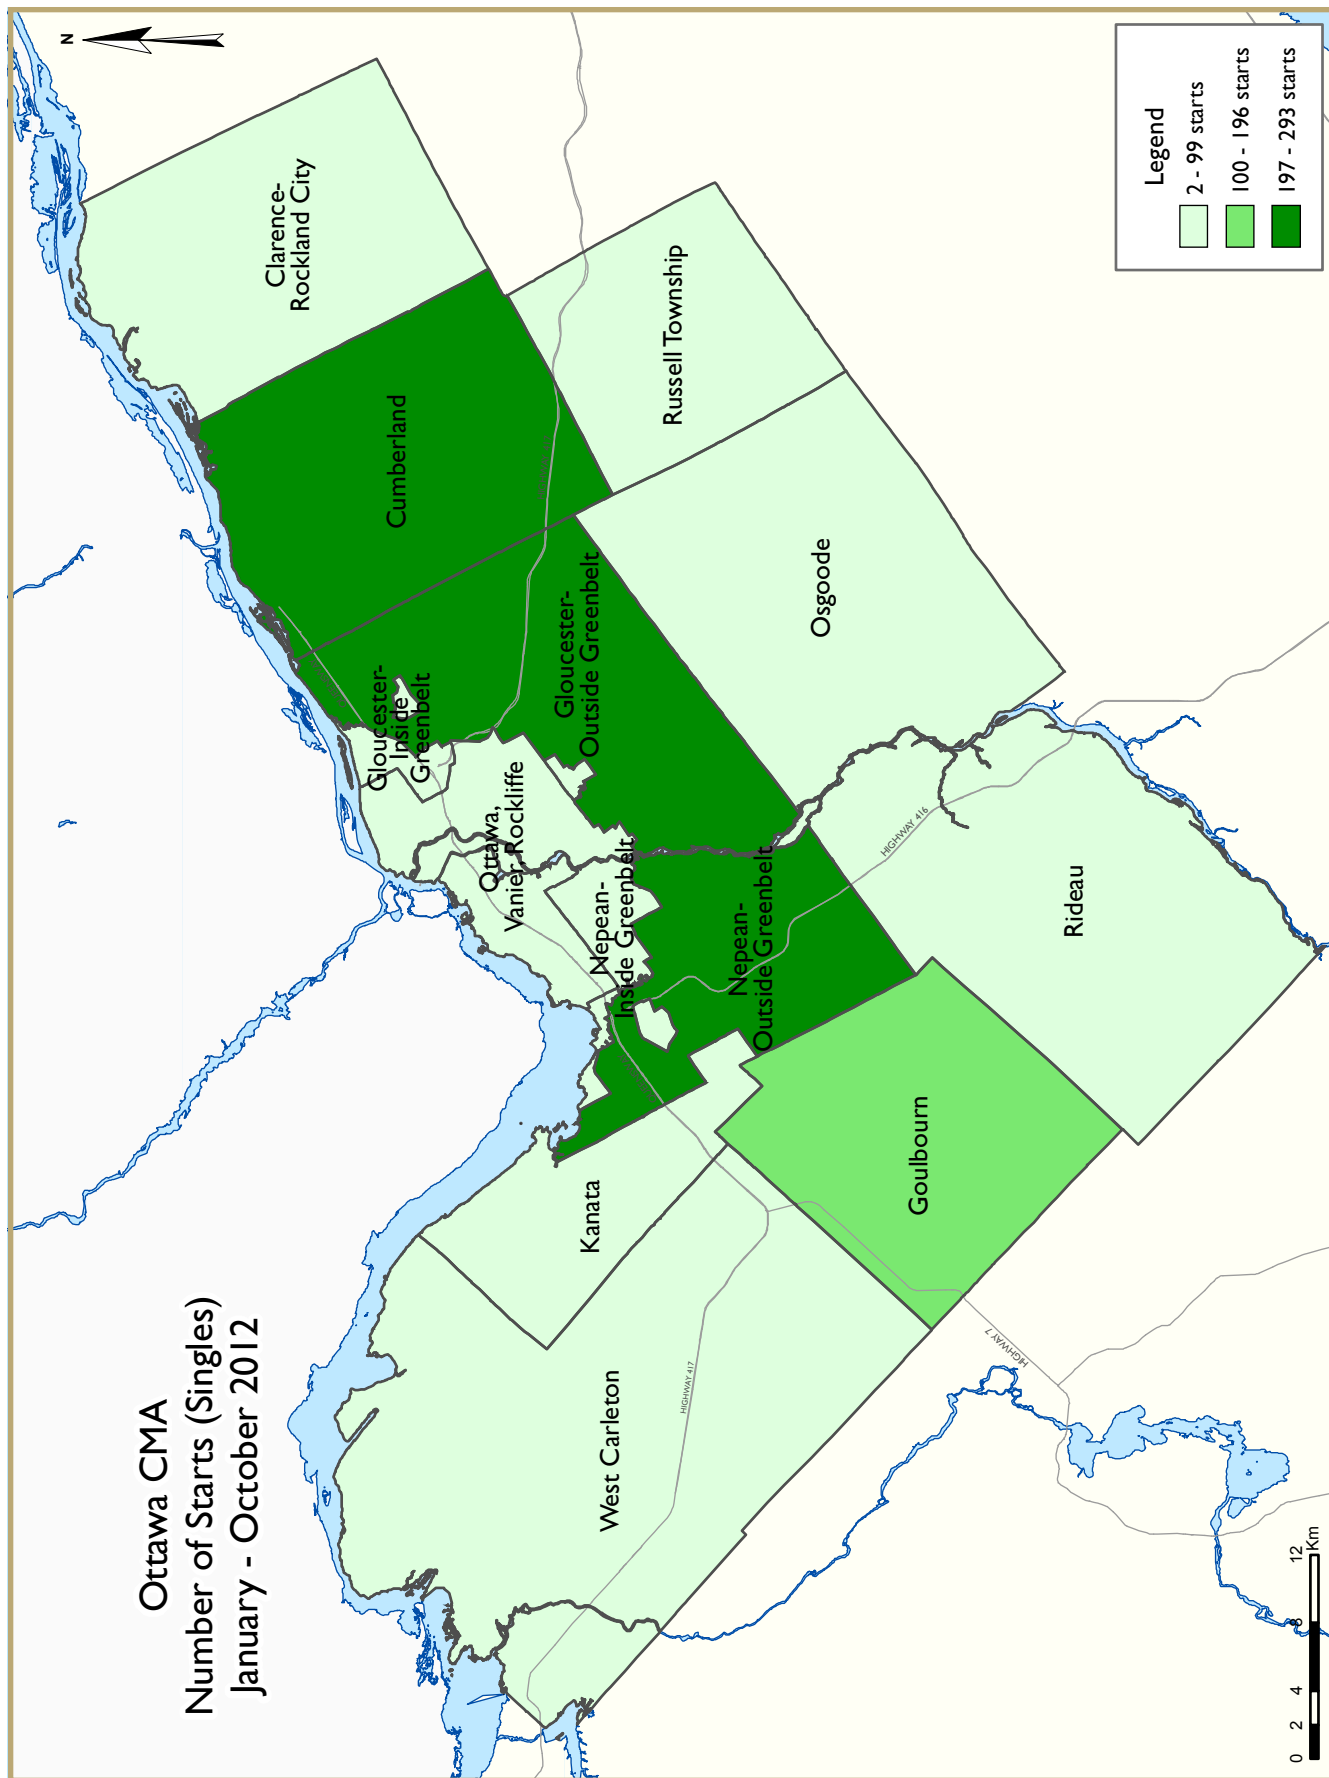 Ottawa CMA
Number of Starts (Singles)
January - October 2012
N
Clarence-
Rockland City
Cumberland
Russell Township
Gloucester-
Inside
Greenbelt
Gloucester-
Outside Greenbelt
Osgoode
Ottawa,
Vanier, Rockliffe
Nepean-
Inside Greenbelt
Nepean-
Outside Greenbelt
Rideau
Kanata
Goulbourn
West Carleton
HIGHWAY 416
HIGHWAY 417
HIGHWAY 7
Legend
2 - 99 starts
100 - 196 starts
197 - 293 starts
0 2 4 8 12
Km